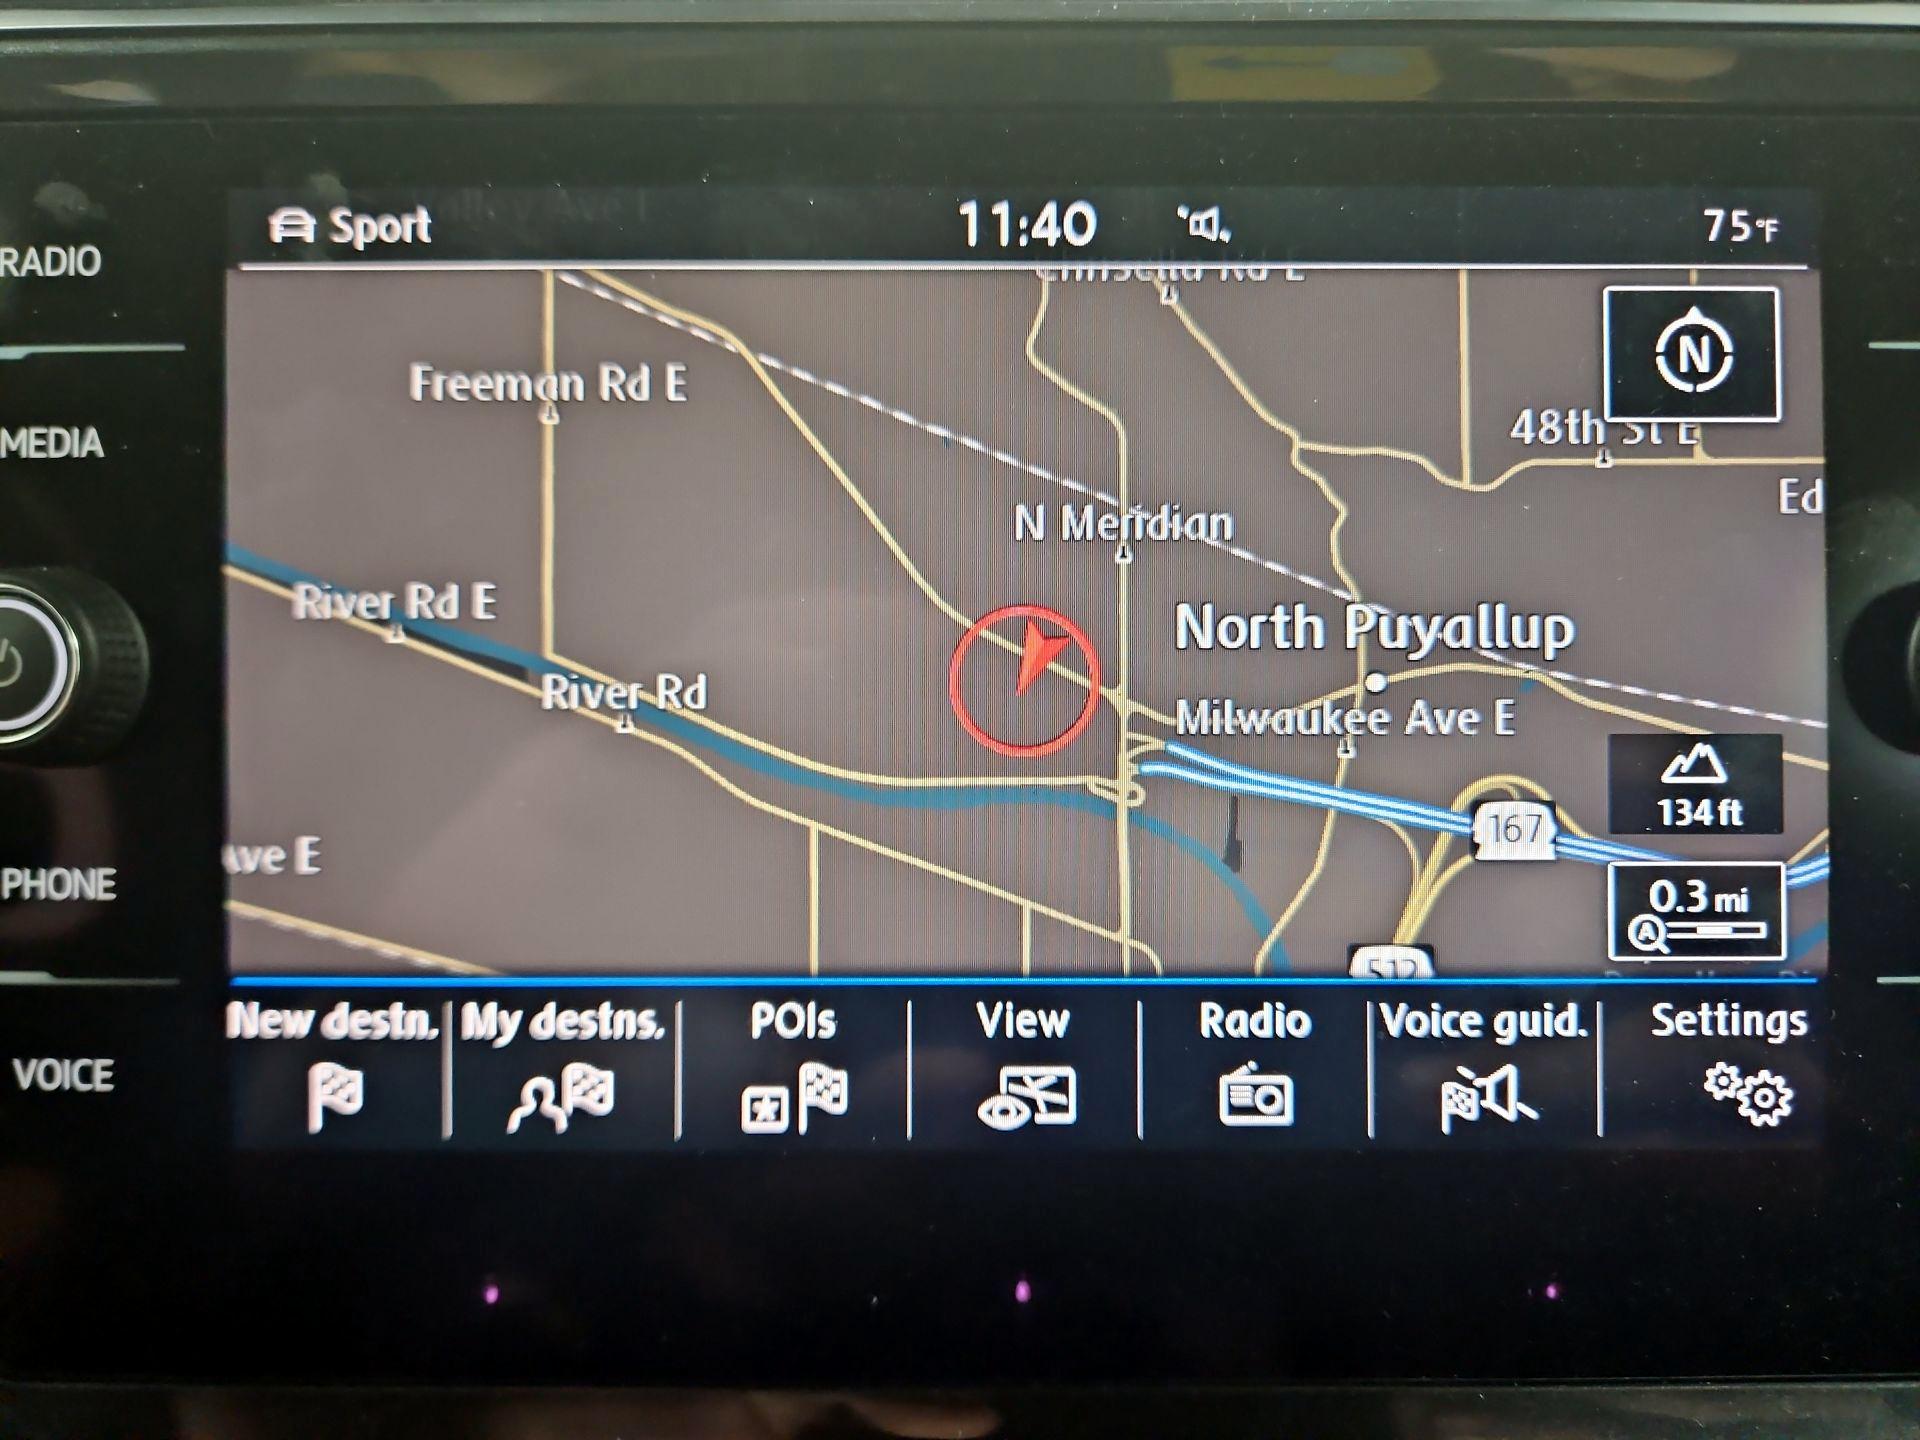 Sport 11:40 75°F
RADIO
N
Freeman Rd E
48th St E
MEDIA
Ed
N Meridian
River Rd E
North Puyallup
River Rd
Milwaukee Ave E
134 ft
167
Ave E
PHONE
0.3 mi
A
512
New destn. My destns. POIs View Radio Voice guid. Settings
VOICE